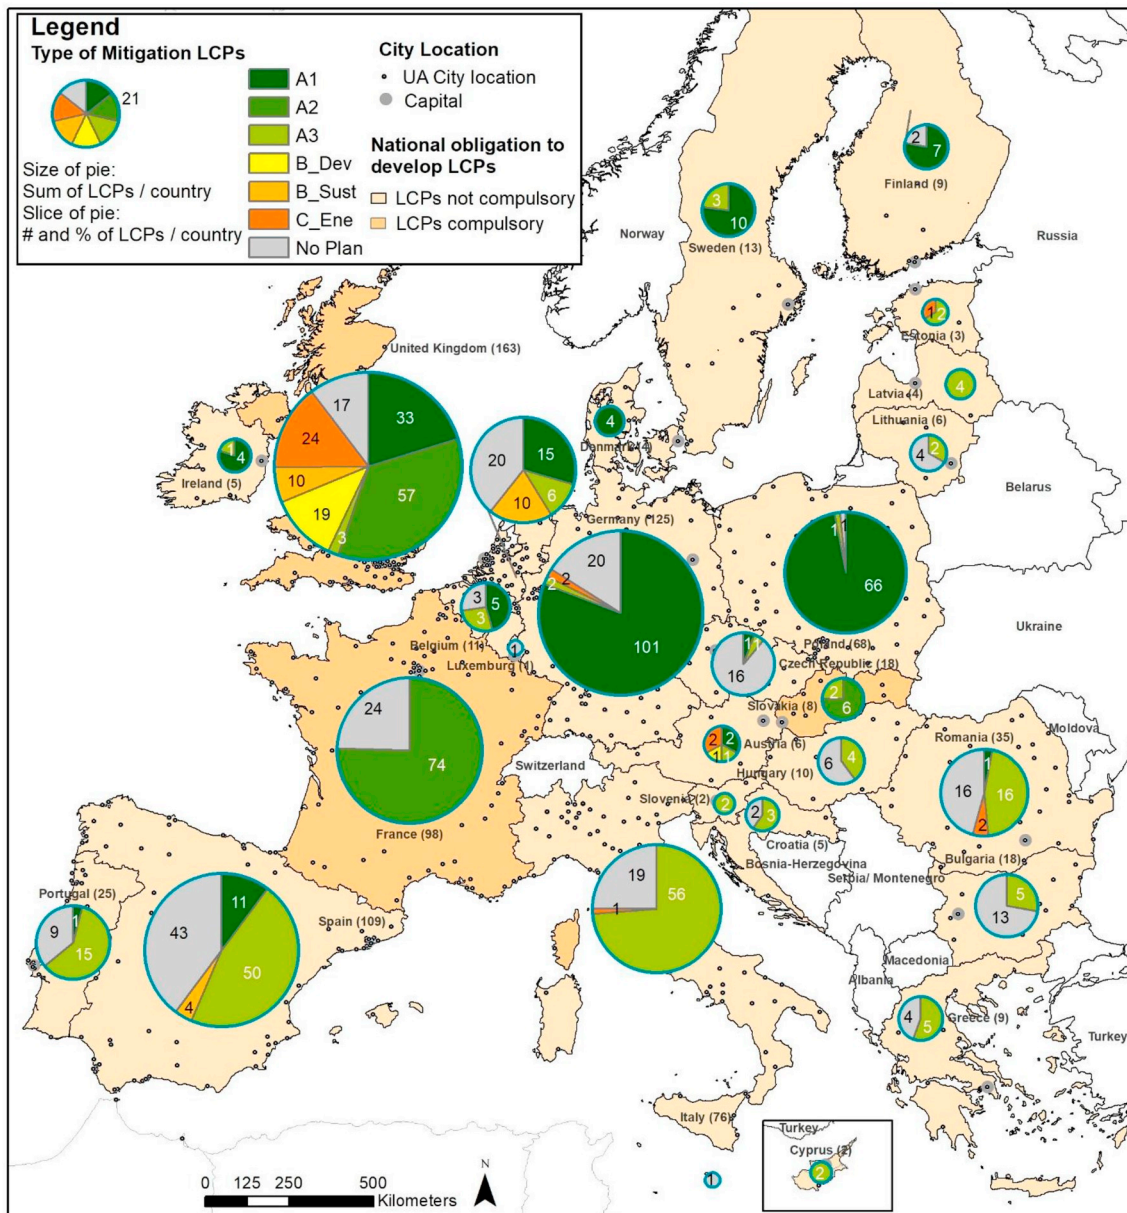 Legend
Type of Mitigation LCPs
21
Size of pie:
Sum of LCPs / country
Slice of pie:
# and % of LCPs / country
A1
A2
A3
B_Dev
B_Sust
C_Ene
No Plan
City Location
UA City location
Capital
National obligation to
develop LCPs
LCPs not compulsory
LCPs compulsory
2
7
Finland (9)
3
10
Norway
Sweden (13)
Russia
1
2
Estonia (3)
4
Latvia (4)
Lithuania (6)
2
4
Belarus
United Kingdom (163)
17
33
24
10
57
19
3
1
4
Ireland (5)
4
Denmark (4)
20
15
6
10
Germany (125)
20
2
2
101
1
1
66
Poland (68)
Ukraine
3
5
3
Belgium (11)
1
Luxemburg (1)
1
1
16
Czech Republic (18)
2
6
Slovakia (8)
2
2
1
1
Austria (6)
4
6
Hungary (10)
Moldova
Romania (35)
1
16
16
2
24
74
France (98)
Switzerland
Slovenia (2)
2
2
3
Croatia (5)
Bosnia-Herzegovina
Serbia/ Montenegro
Bulgaria (18)
5
13
Portugal (25)
1
9
15
Spain (109)
11
43
50
4
19
56
1
Macedonia
Albania
4
5
Greece (9)
Turkey
Italy (76)
1
Turkey
Cyprus (2)
2
0 125 250 500
Kilometers
N